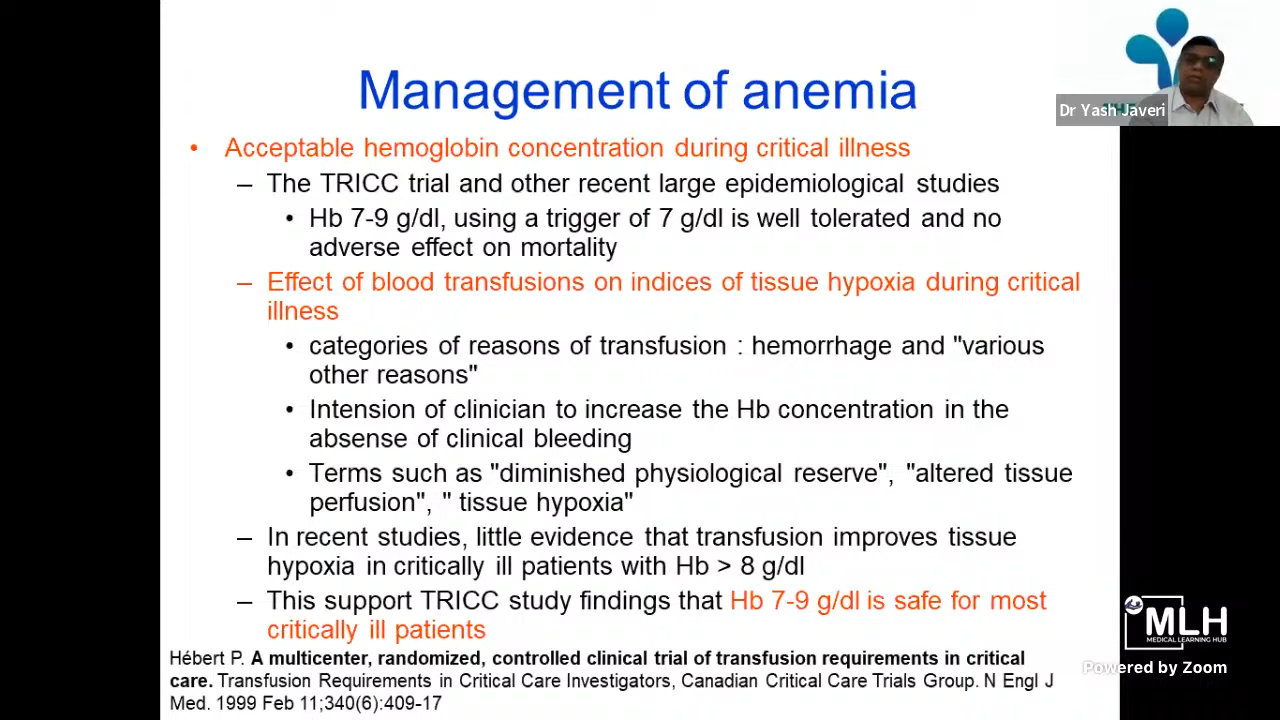 Management of anemia
Dr Yash Javeri
• Acceptable hemoglobin concentration during critical illness
– The TRICC trial and other recent large epidemiological studies
• Hb 7-9 g/dl, using a trigger of 7 g/dl is well tolerated and no
adverse effect on mortality
– Effect of blood transfusions on indices of tissue hypoxia during critical
illness
• categories of reasons of transfusion : hemorrhage and "various
other reasons"
• Intension of clinician to increase the Hb concentration in the
absense of clinical bleeding
• Terms such as "diminished physiological reserve", "altered tissue
perfusion", " tissue hypoxia"
– In recent studies, little evidence that transfusion improves tissue
hypoxia in critically ill patients with Hb > 8 g/dl
– This support TRICC study findings that Hb 7-9 g/dl is safe for most
critically ill patients
Hébert P. A multicenter, randomized, controlled clinical trial of transfusion requirements in critical
care. Transfusion Requirements in Critical Care Investigators, Canadian Critical Care Trials Group. N Engl J
Med. 1999 Feb 11;340(6):409-17
MLH
MEDICAL LEARNING HUB
Powered by Zoom